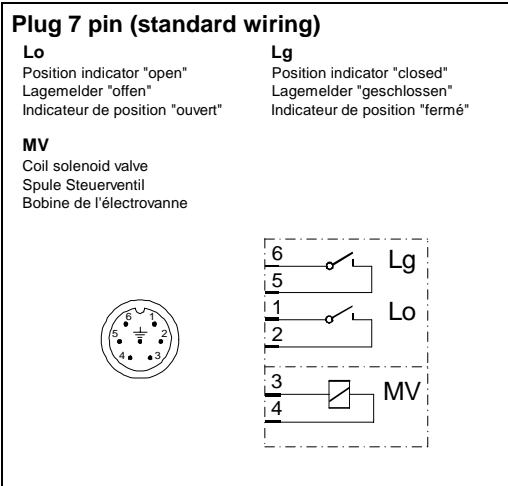 Plug 7 pin (standard wiring)
Lo
Position indicator "open"
Lagemelder "offen"
Indicateur de position "ouvert"
Lg
Position indicator "closed"
Lagemelder "geschlossen"
Indicateur de position "fermé"
MV
Coil solenoid valve
Spule Steuerventil
Bobine de l'électrovanne
6 1
5 2
4 3
6
Lg
5
1
Lo
2
3
MV
4